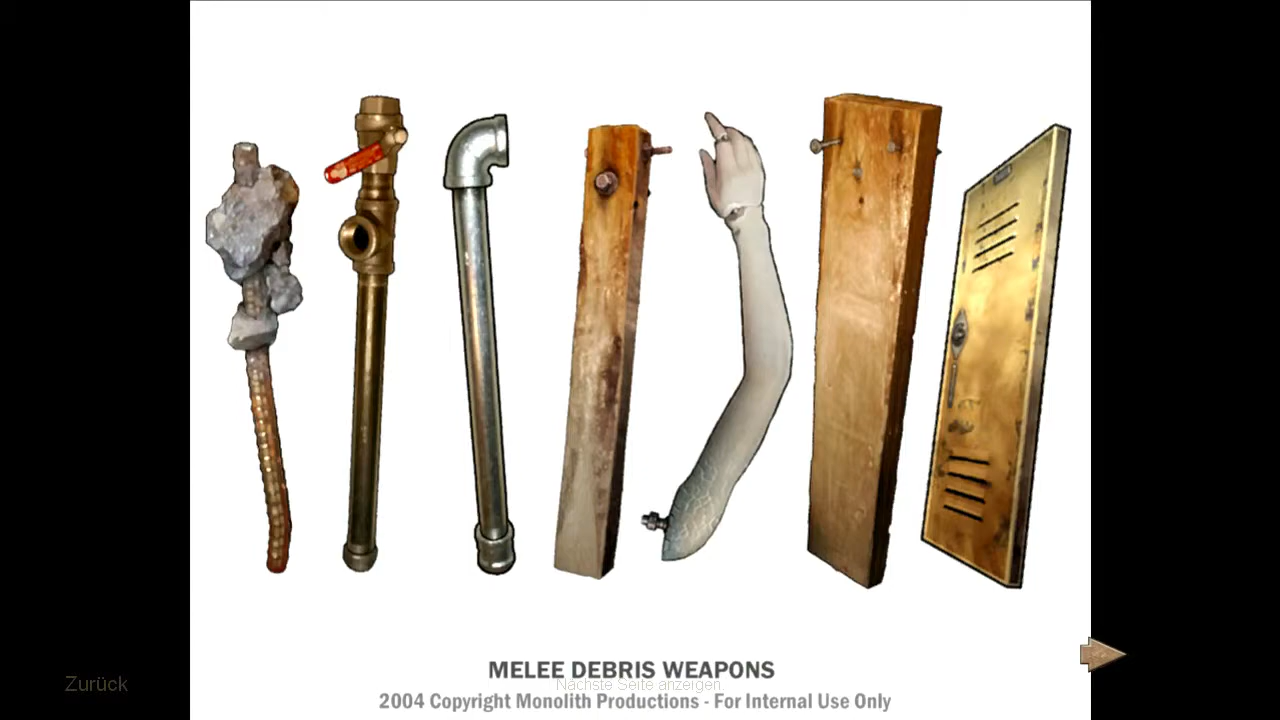 MELEE DEBRIS WEAPONS
Zurück
Nächste Seite anzeigen.
2004 Copyright Monolith Productions - For Internal Use Only